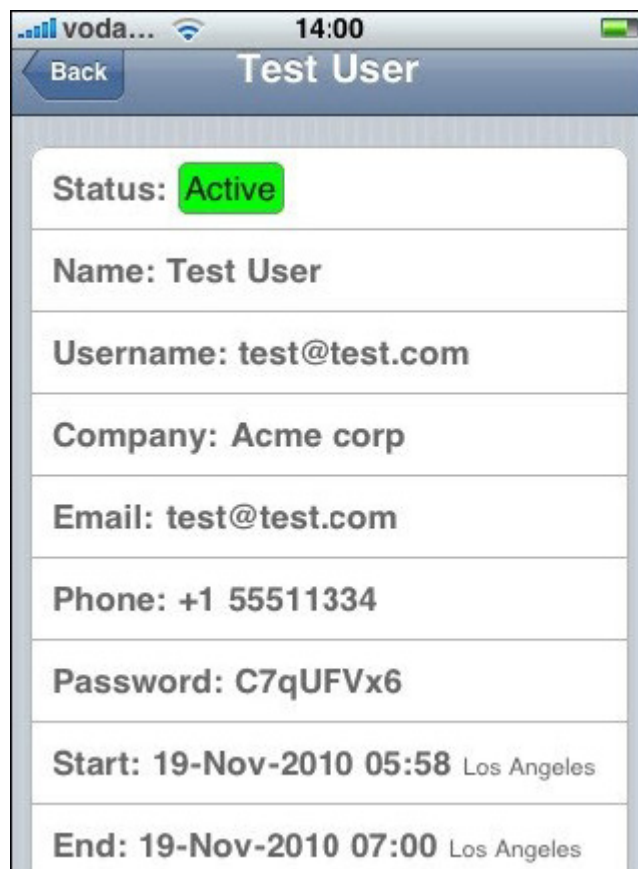 voda... 14:00
Back Test User
Status: Active
Name: Test User
Username: test@test.com
Company: Acme corp
Email: test@test.com
Phone: +1 55511334
Password: C7qUFVx6
Start: 19-Nov-2010 05:58 Los Angeles
End: 19-Nov-2010 07:00 Los Angeles